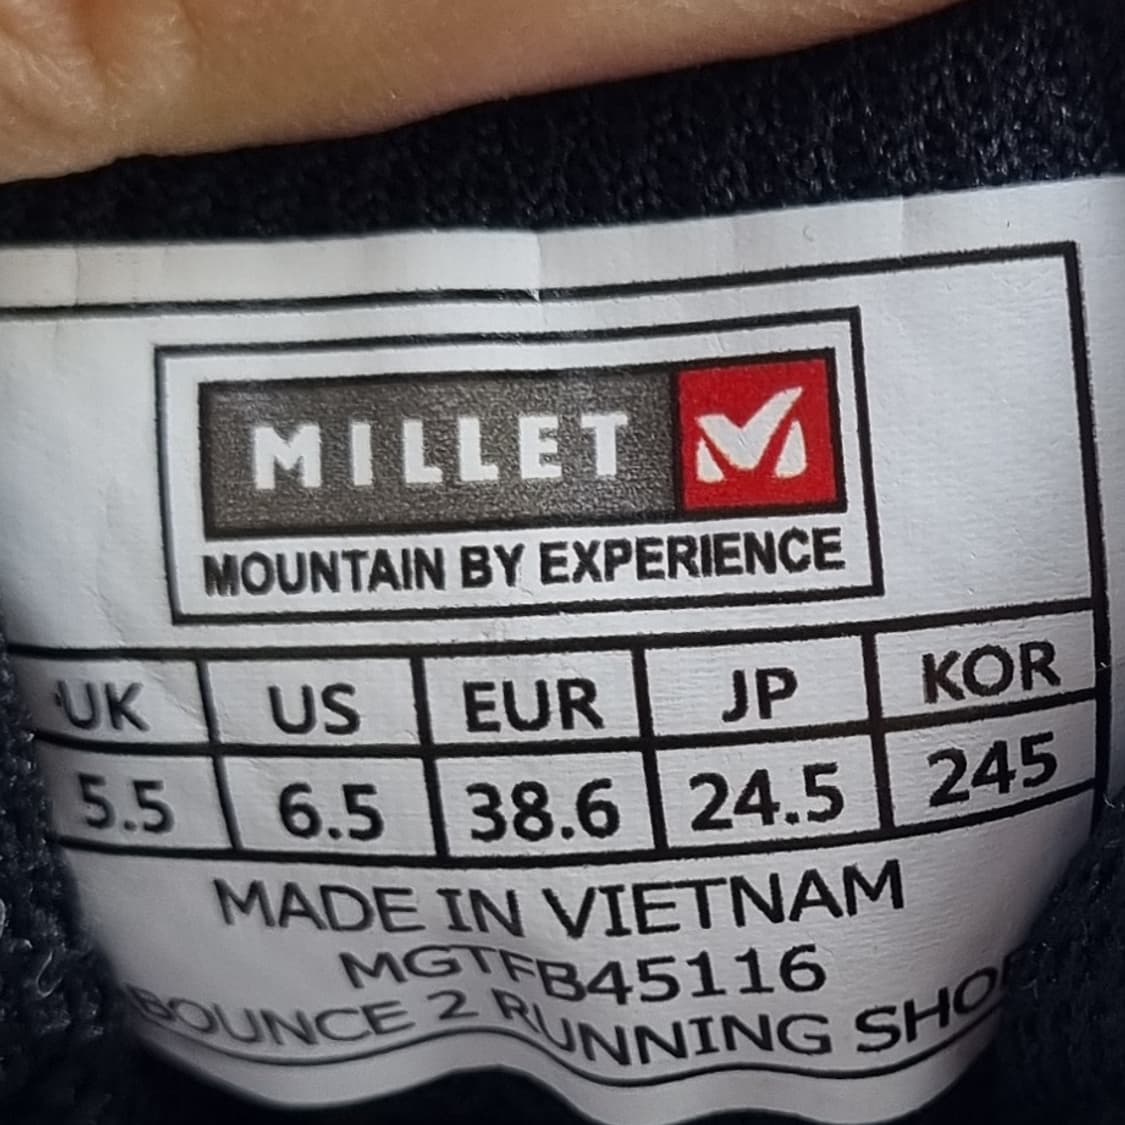 MILLET
MOUNTAIN BY EXPERIENCE
UK US EUR JP KOR
5.5 6.5 38.6 24.5 245
MADE IN VIETNAM
MGTFB45116
BOUNCE 2 RUNNING